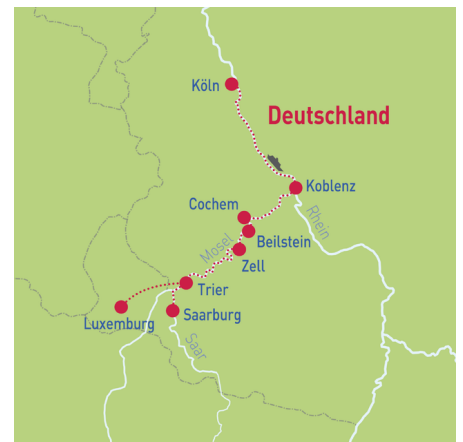 Köln
Deutschland
Koblenz
Cochem
Rhein
Beilstein
Mosel
Zell
Trier
Luxemburg
Saarburg
Saar